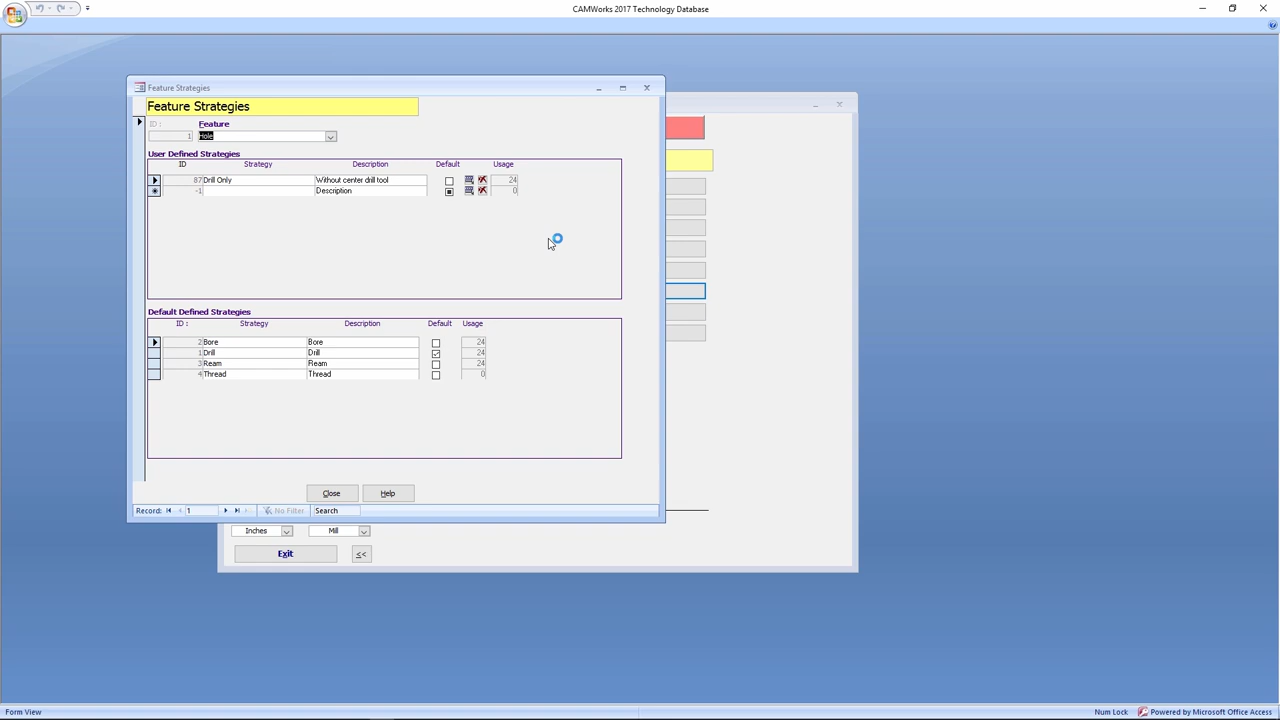 CAMWorks 2017 Technology Database
Feature Strategies
Feature Strategies
ID : Feature
1 Hole
User Defined Strategies
ID Strategy Description Default Usage
87 Drill Only Without center drill tool 24
-1 Description 0
Default Defined Strategies
ID : Strategy Description Default Usage
2 Bore Bore 24
1 Drill Drill 24
3 Ream Ream 24
4 Thread Thread 0
Close Help
Record: 1 No Filter Search
Inches Mill
Exit <<
Form View Num Lock Powered by Microsoft Office Access